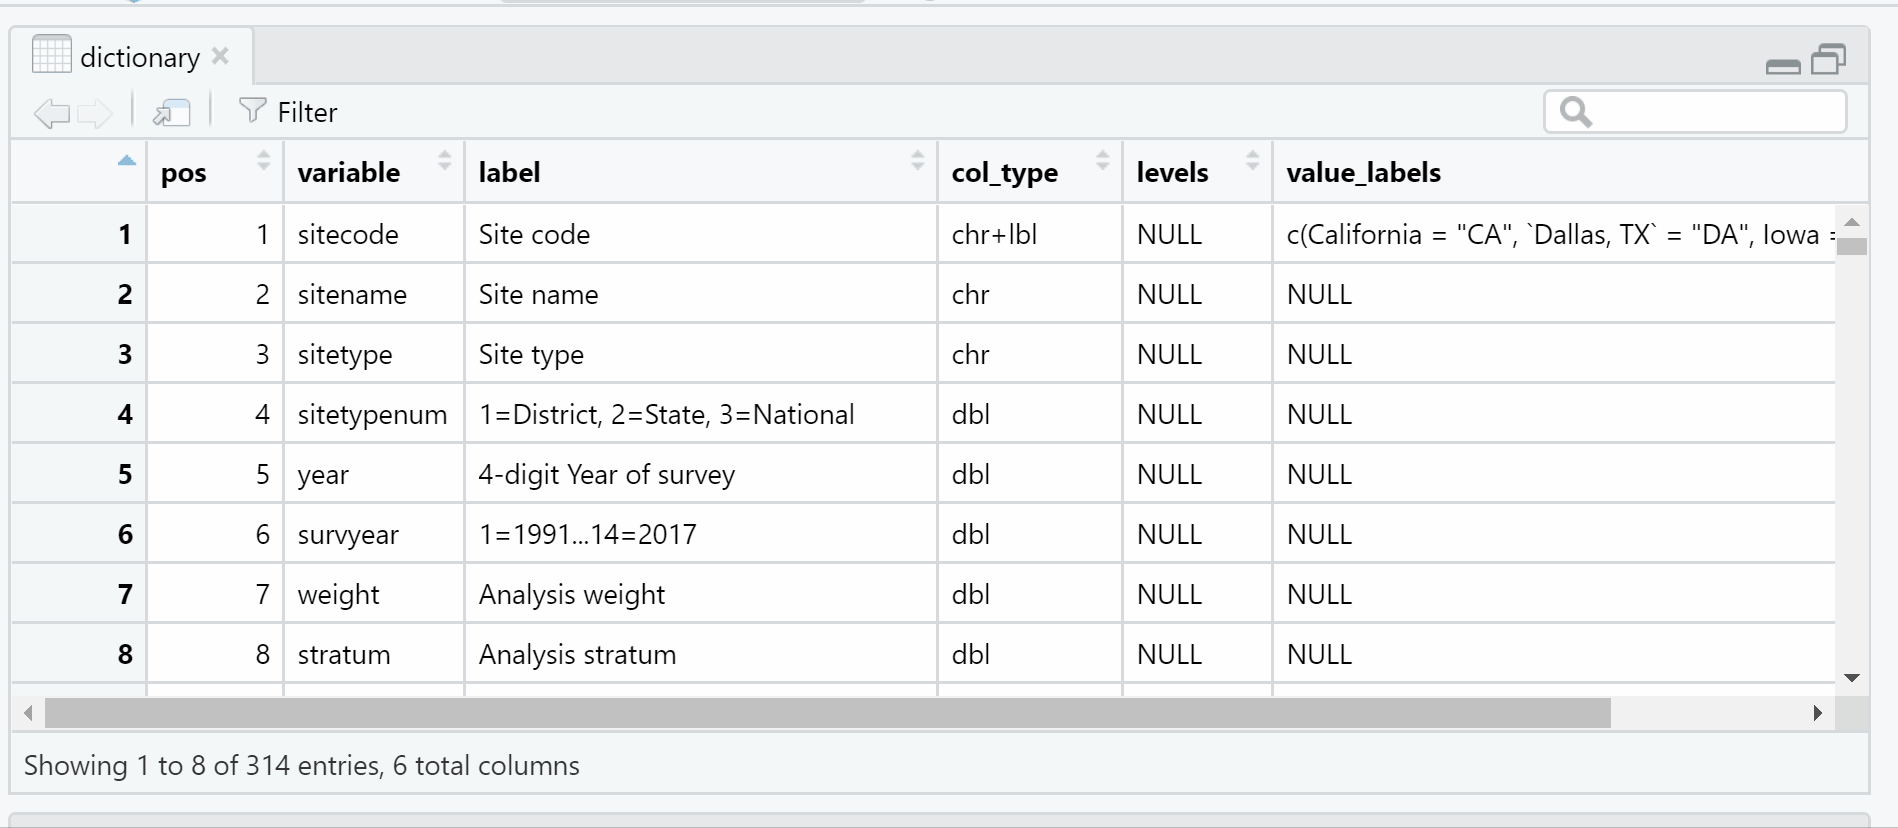 dictionary
Filter
pos variable label col_type levels value_labels
1 1 sitecode Site code chr+lbl NULL c(California = "CA", `Dallas, TX` = "DA", Iowa =
2 2 sitename Site name chr NULL NULL
3 3 sitetype Site type chr NULL NULL
4 4 sitetypenum 1=District, 2=State, 3=National dbl NULL NULL
5 5 year 4-digit Year of survey dbl NULL NULL
6 6 survyear 1=1991...14=2017 dbl NULL NULL
7 7 weight Analysis weight dbl NULL NULL
8 8 stratum Analysis stratum dbl NULL NULL
Showing 1 to 8 of 314 entries, 6 total columns